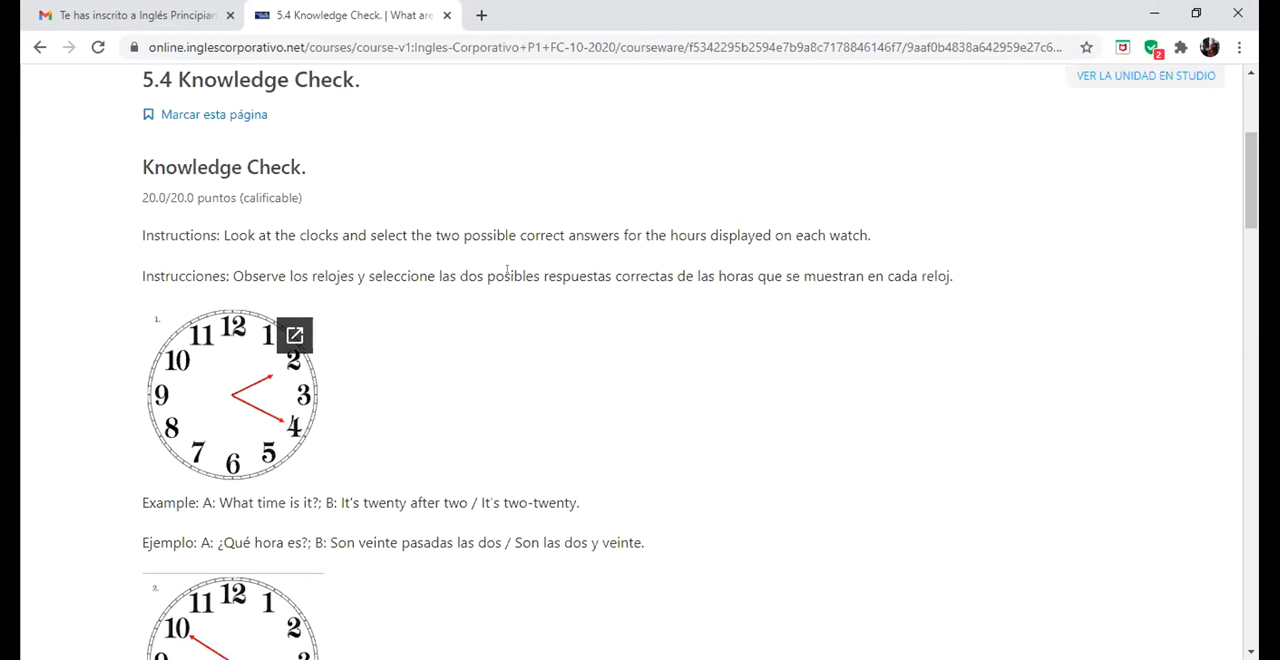 Te has inscrito a Inglés Principian
5.4 Knowledge Check. | What are
online.inglescorporativo.net/courses/course-v1:Ingles-Corporativo+P1+FC-10-2020/courseware/f5342295b2594e7b9a8c7178846146f7/9aaf0b4838a642959e27c6...
2
5.4 Knowledge Check.
VER LA UNIDAD EN STUDIO
Marcar esta página
Knowledge Check.
20.0/20.0 puntos (calificable)
Instructions: Look at the clocks and select the two possible correct answers for the hours displayed on each watch.
Instrucciones: Observe los relojes y seleccione las dos posibles respuestas correctas de las horas que se muestran en cada reloj.
1.
11 12 1
10 2
9 3
8 4
7 6 5
Example: A: What time is it?; B: It's twenty after two / It's two-twenty.
Ejemplo: A: ¿Qué hora es?; B: Son veinte pasadas las dos / Son las dos y veinte.
2.
11 12 1
10 2